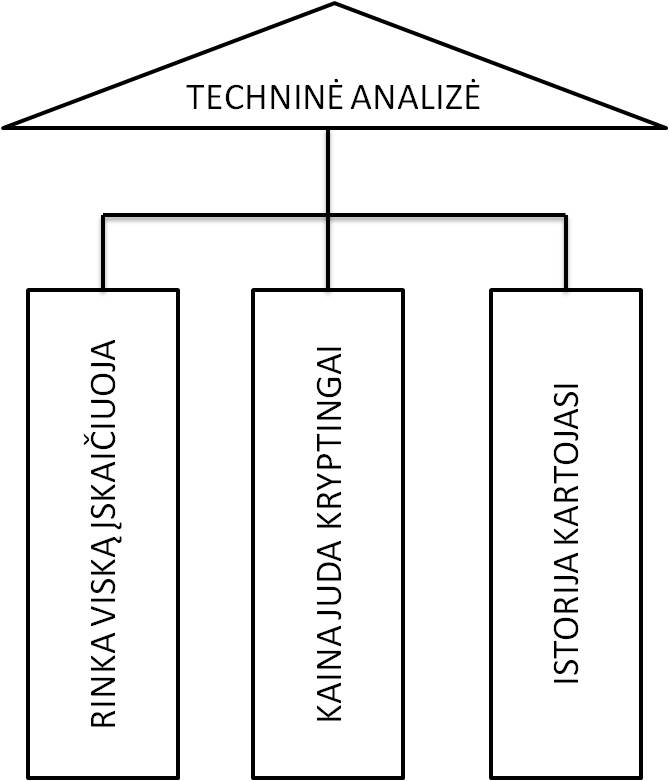 TECHNINĖ ANALIZĖ
RINKA VISKĄ ĮSKAIČIUOJA
KAINA JUDA KRYPTINGAI
ISTORIJA KARTOJASI